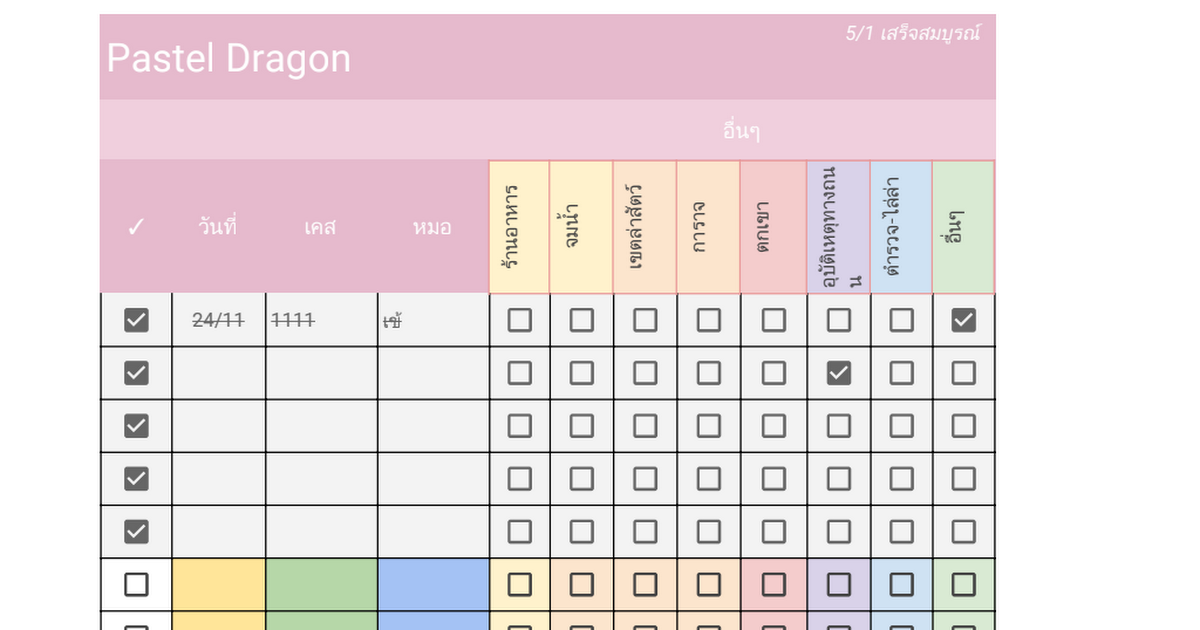 5/1 เสร็จสมบูรณ์
Pastel Dragon
อื่นๆ
✓ วันที่ เคส หมอ ร้านอาหาร จมน้ำ เขตล่าสัตว์ การาจ ตกเขา อุบัติเหตุทางถนน ตำรวจ-ไล่ล่า อื่นๆ
24/11 1111 เช้